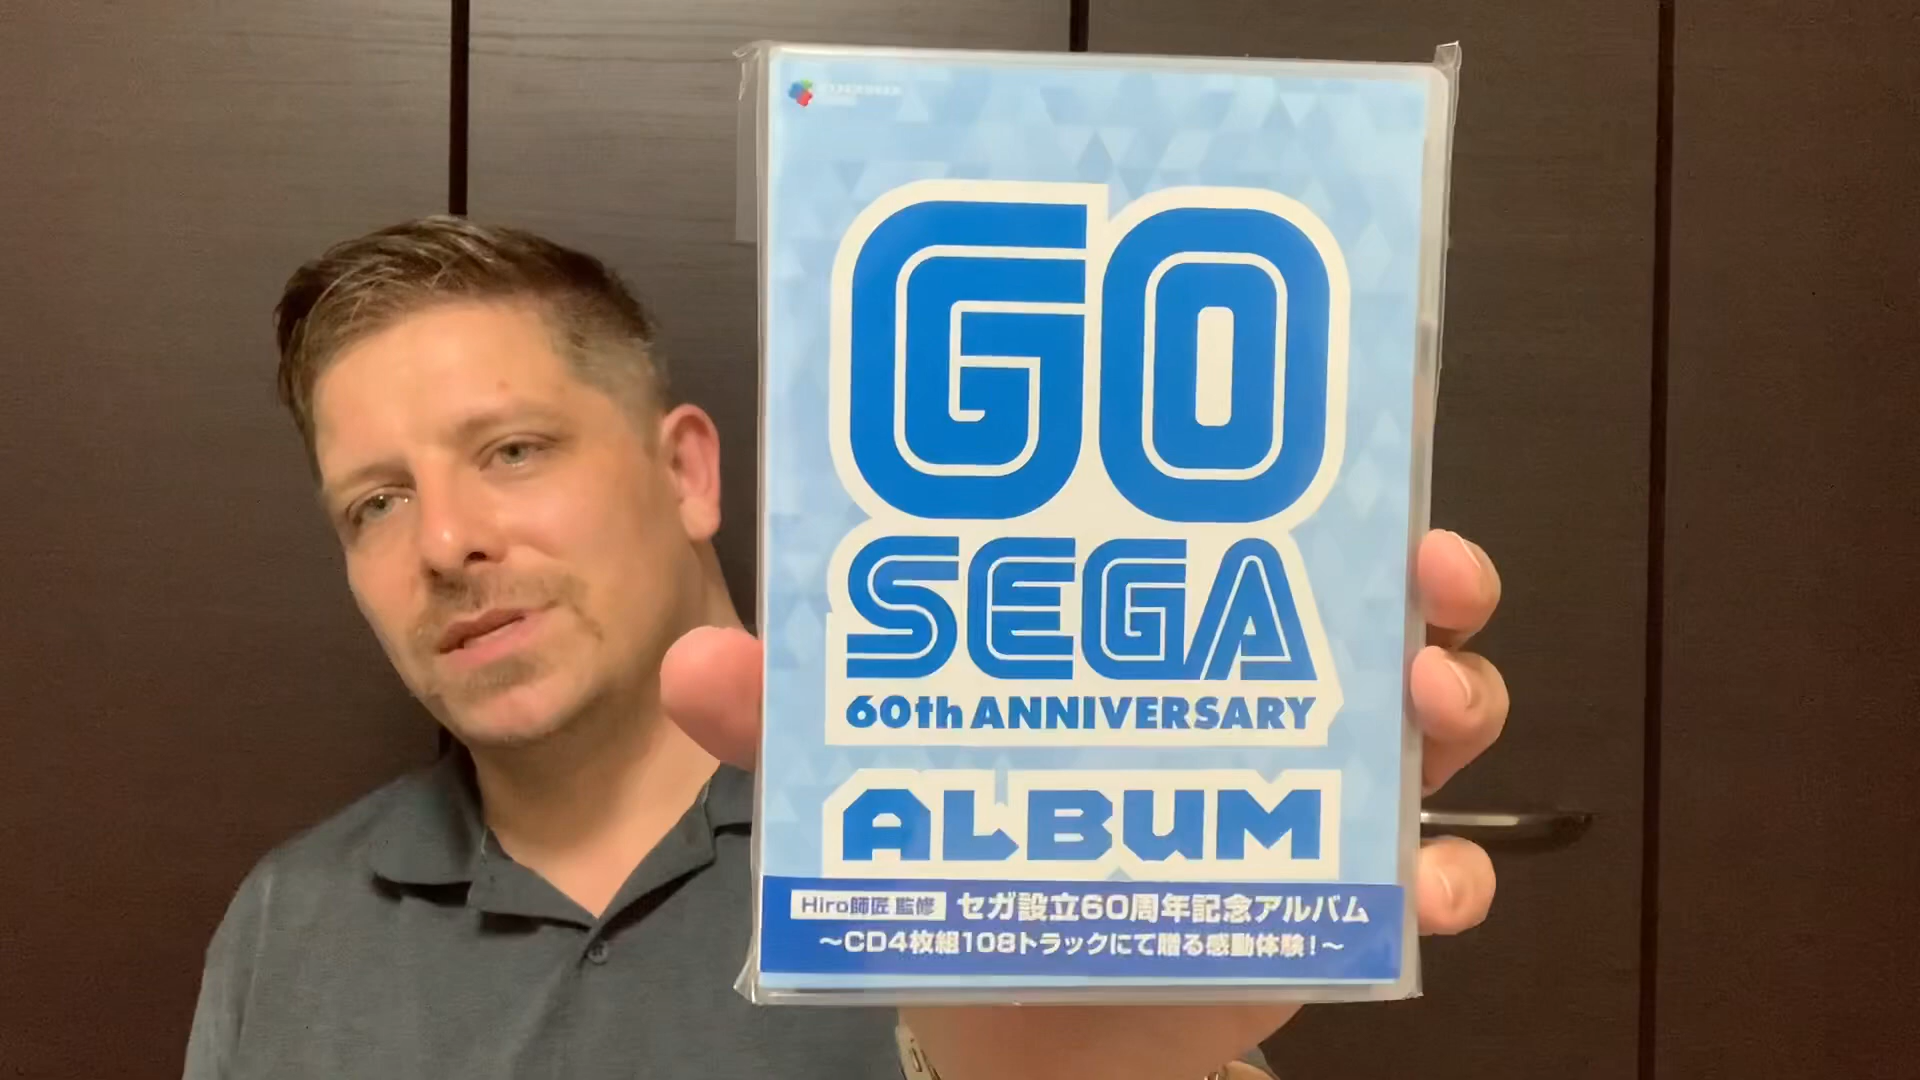 GO
SEGA
60th ANNIVERSARY
ALBUM
Hiro師匠 監修 セガ設立60周年記念アルバム
~CD4枚組108トラックにて贈る感動体験!~